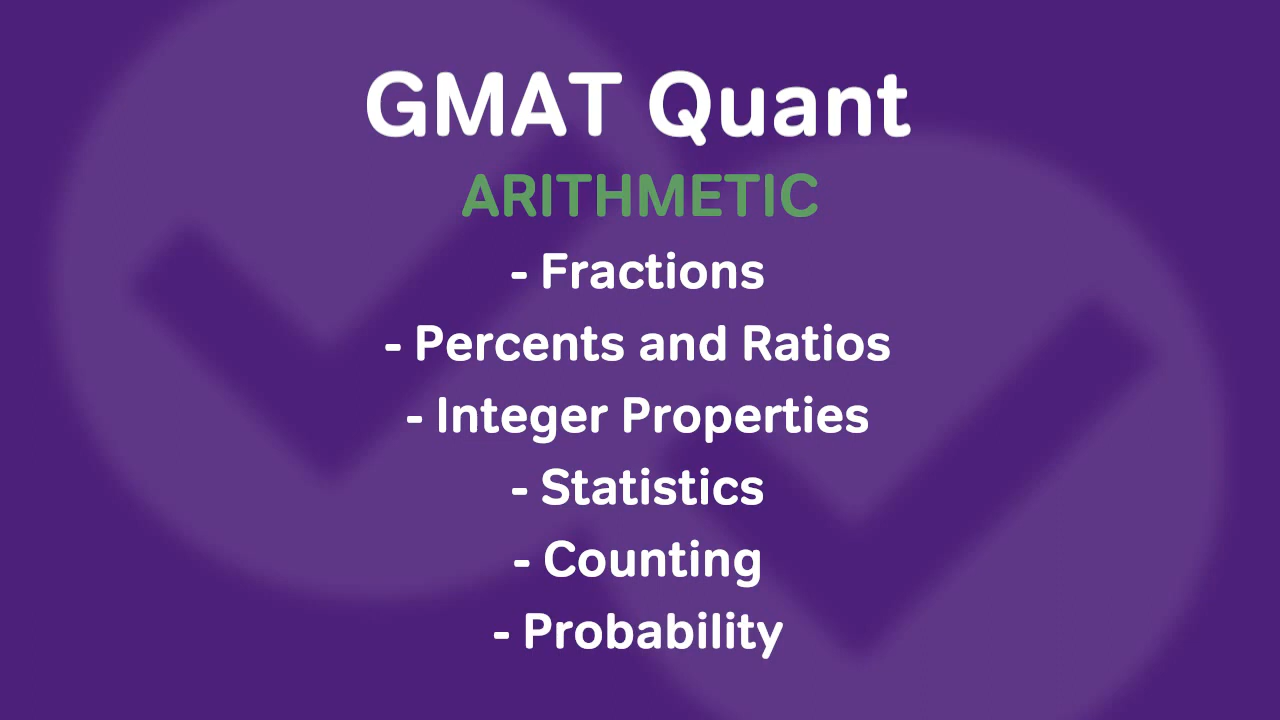 GMAT Quant
ARITHMETIC
- Fractions
- Percents and Ratios
- Integer Properties
- Statistics
- Counting
- Probability